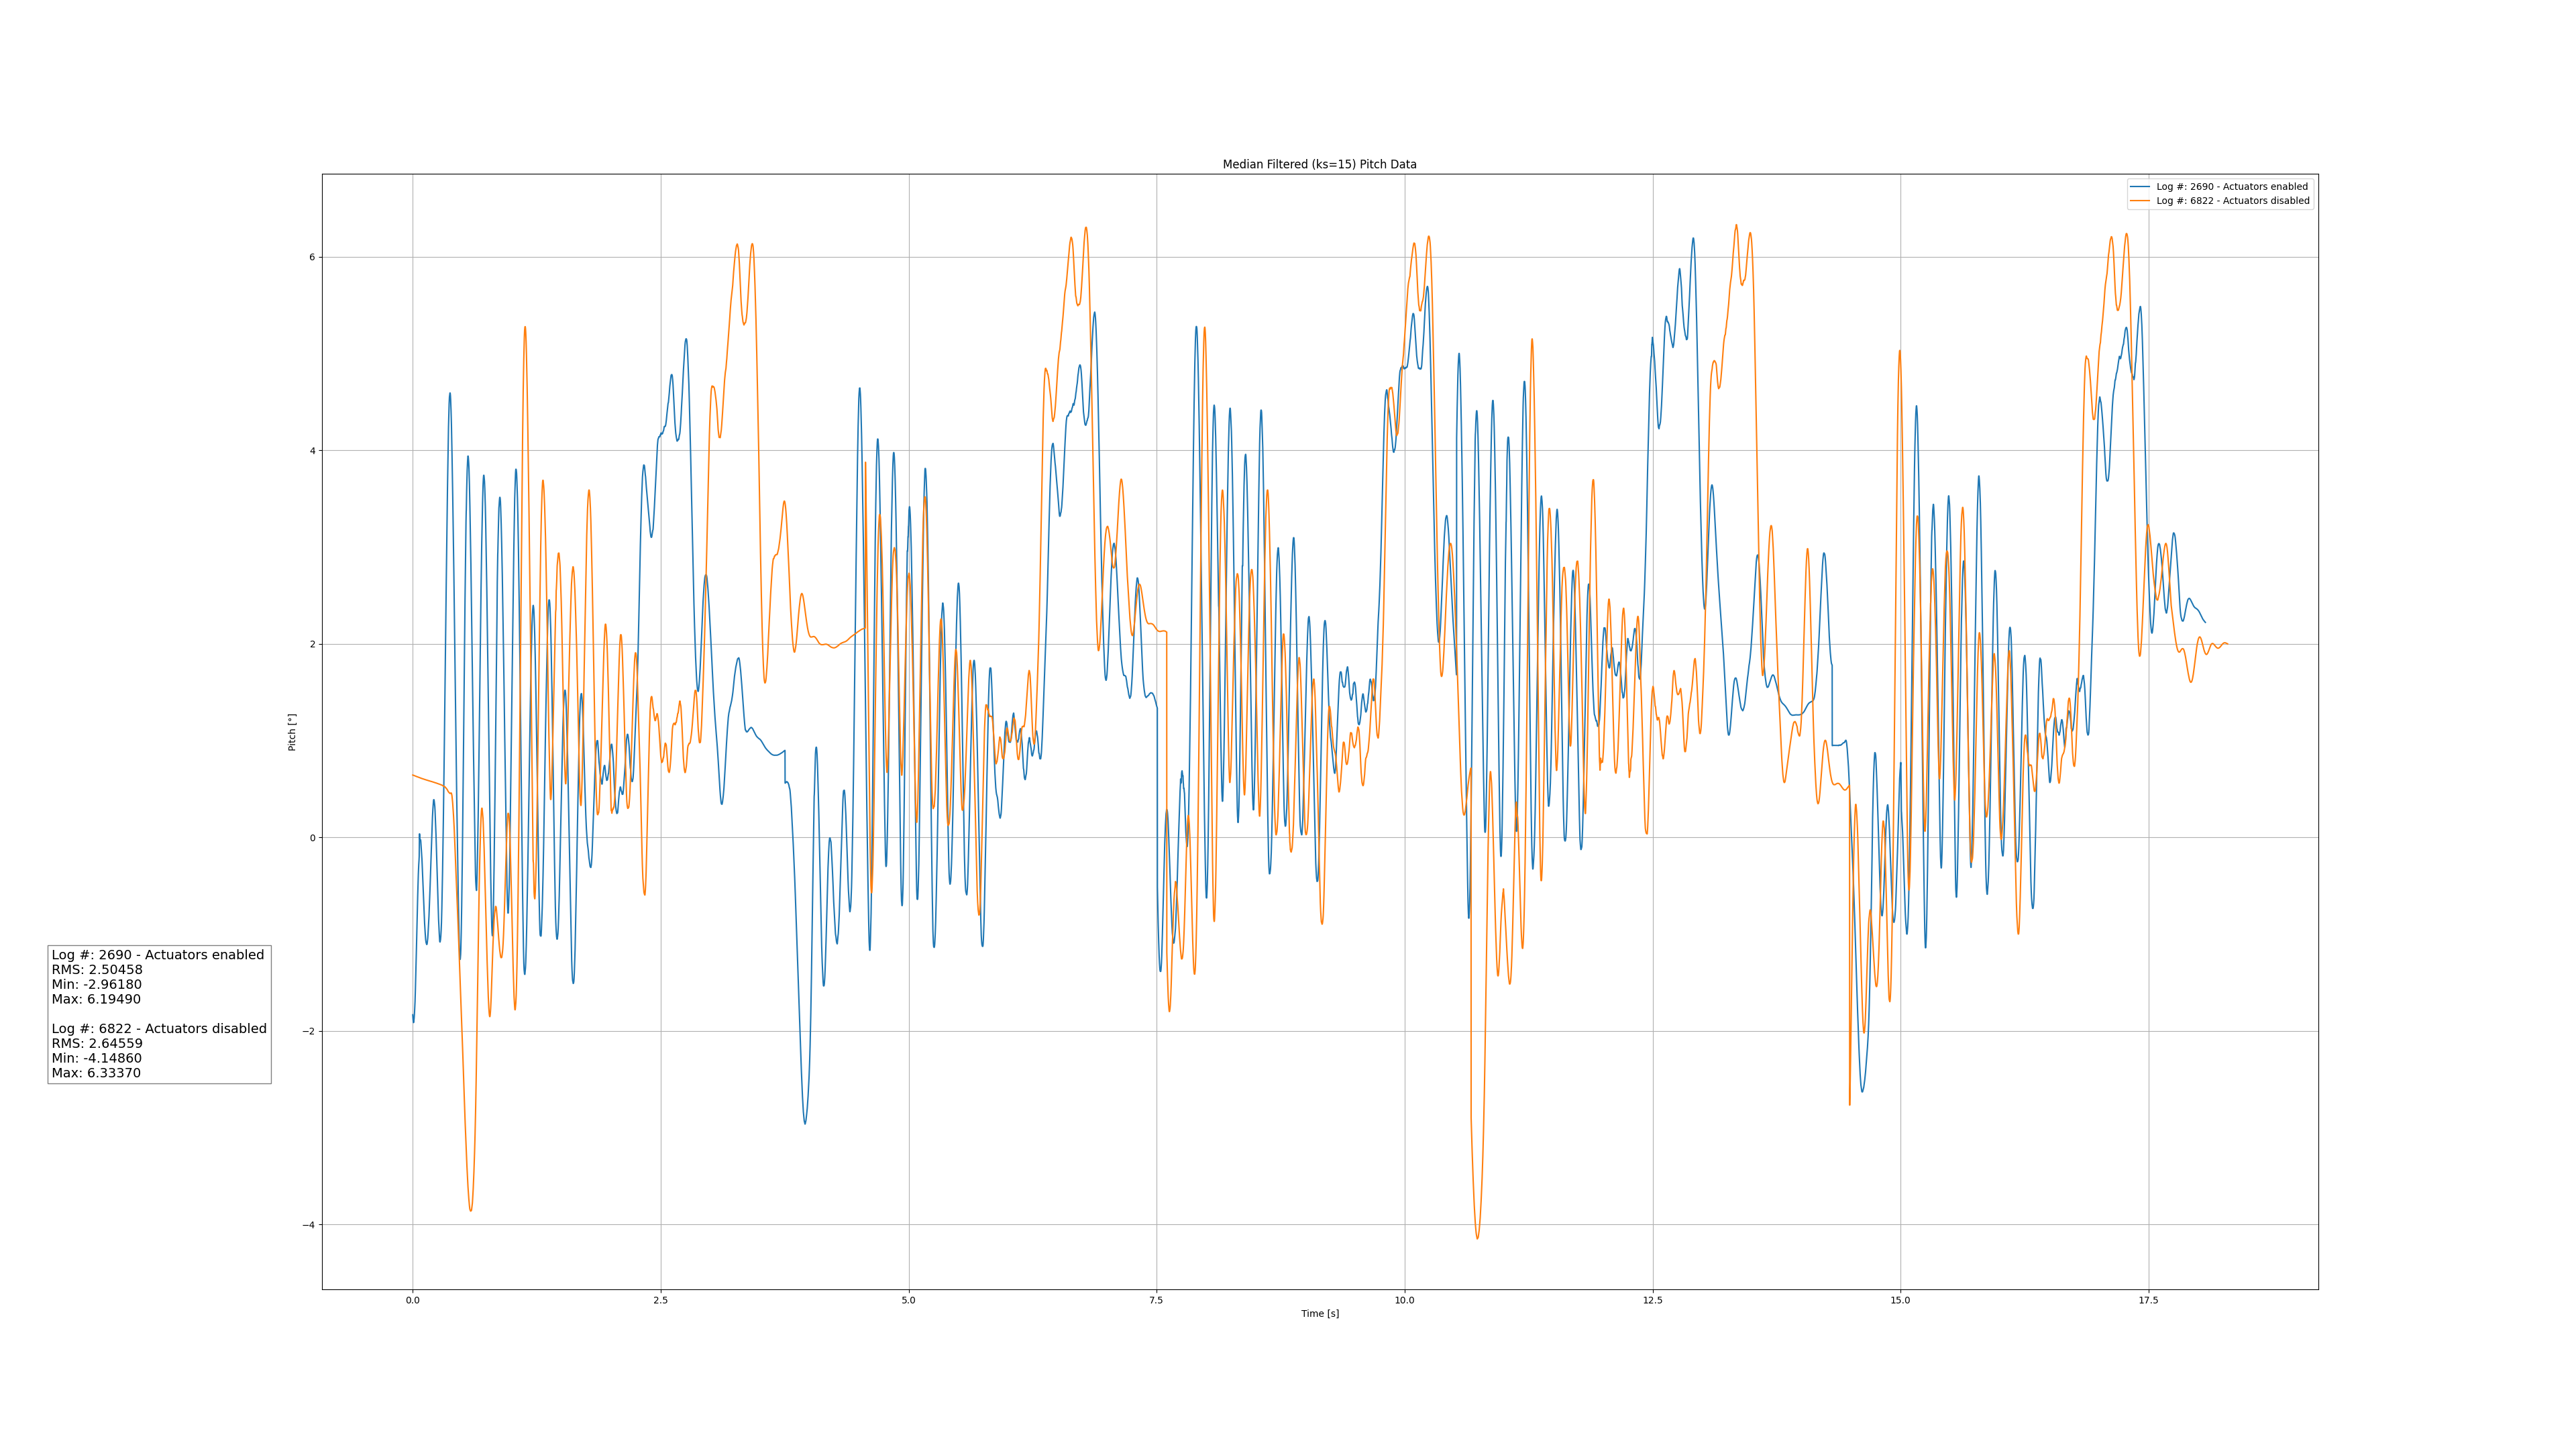 Median Filtered (ks=15) Pitch Data
Log #: 2690 - Actuators enabled
Log #: 6822 - Actuators disabled
6
4
2
0
−2
−4
Pitch [°]
0.0
2.5
5.0
7.5
10.0
12.5
15.0
17.5
Time [s]
Log #: 2690 - Actuators enabled
RMS: 2.50458
Min: -2.96180
Max: 6.19490
Log #: 6822 - Actuators disabled
RMS: 2.64559
Min: -4.14860
Max: 6.33370